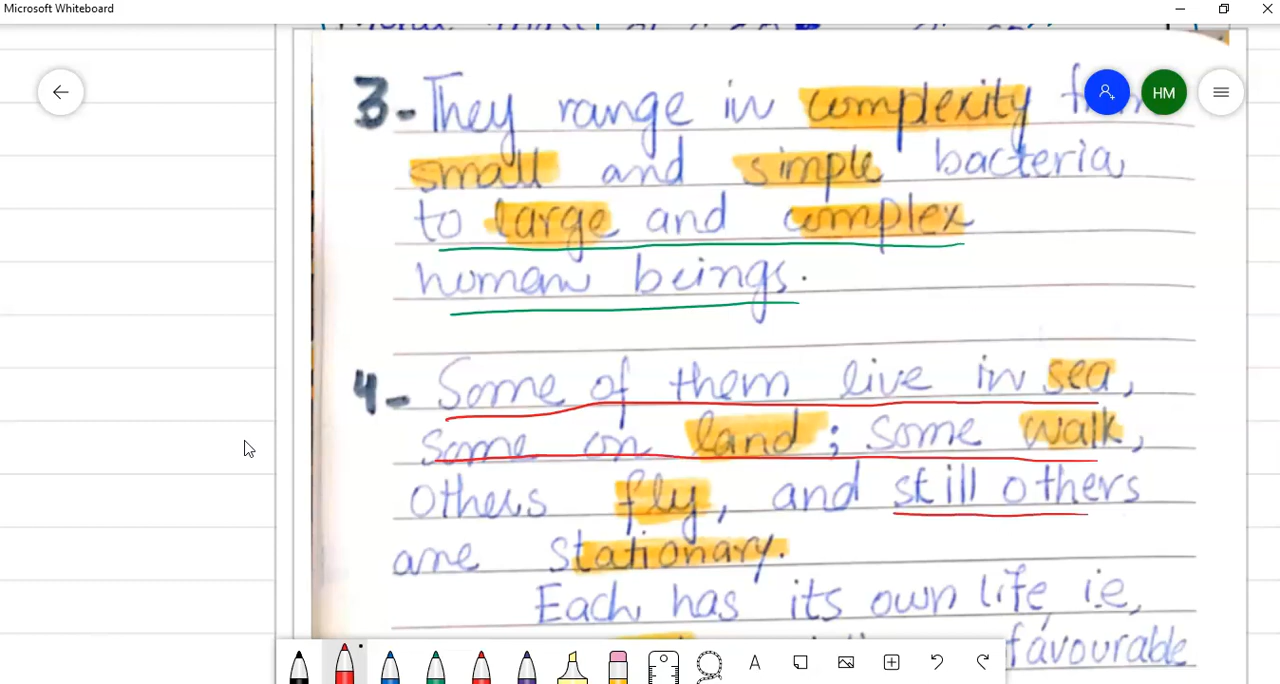 Microsoft Whiteboard
3- They range in complexity
HM
small and simple bacteria,
to large and complex
human beings.
4- Some of them live in sea,
some on land; some walk,
others fly, and still others
are stationary.
Each has its own life i.e,
favourable
A